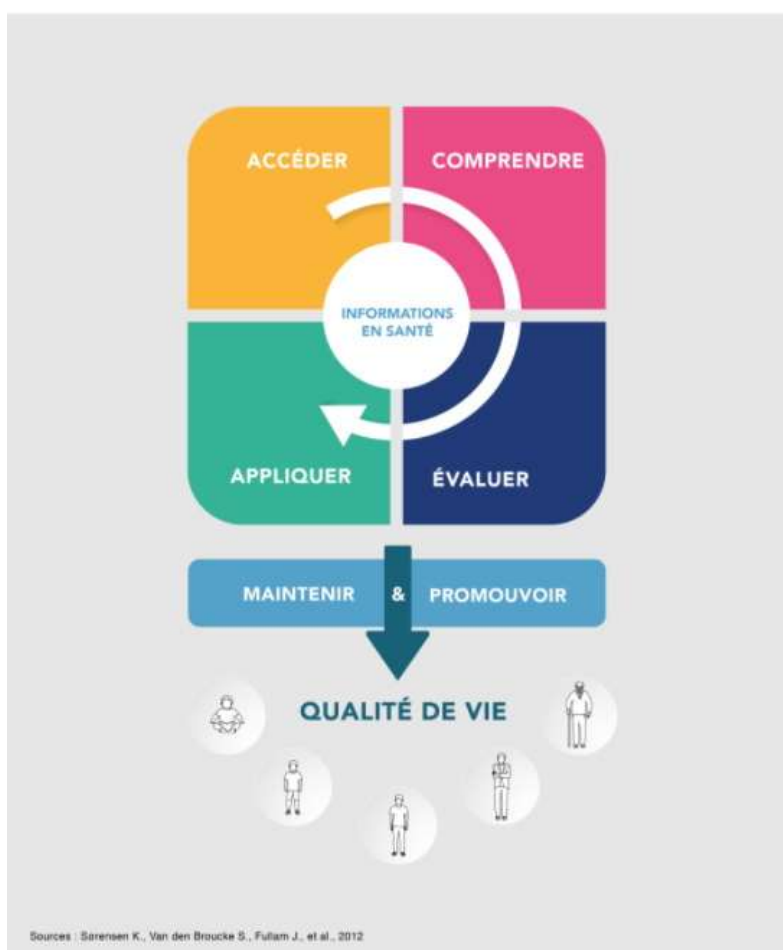 ACCÉDER
COMPRENDRE
INFORMATIONS
EN SANTÉ
APPLIQUER
ÉVALUER
MAINTENIR & PROMOUVOIR
QUALITÉ DE VIE
Sources : Sørensen K., Van den Broucke S., Fullam J., et al., 2012